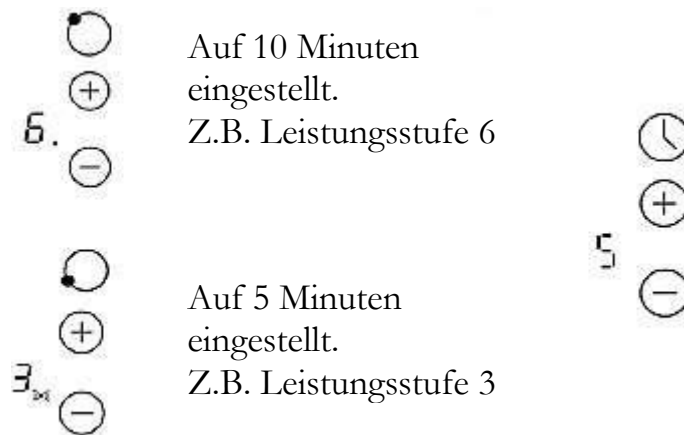 Auf 10 Minuten
eingestellt.
6.
Z.B. Leistungsstufe 6
5
Auf 5 Minuten
eingestellt.
3
Z.B. Leistungsstufe 3